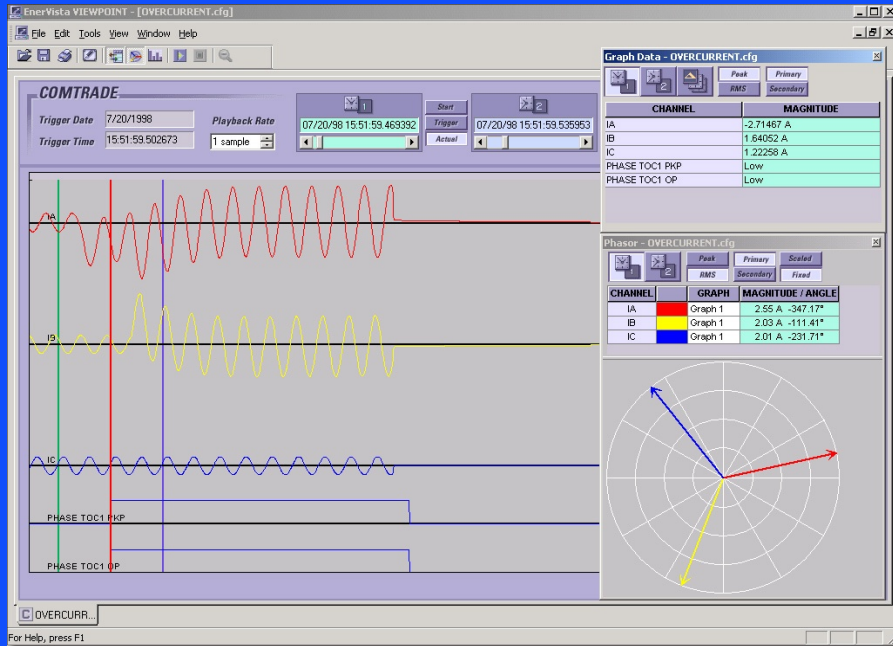 EnerVista VIEWPOINT - [OVERCURRENT.cfg]
File Edit Tools View Window Help
COMTRADE
Trigger Date 7/20/1998
Trigger Time 15:51:59.502673
Playback Rate
1 sample
1
07/20/98 15:51:59.469392
Start
Trigger
Actual
2
07/20/98 15:51:59.535953
IA
IB
IC
PHASE TOC1 PKP
PHASE TOC1 OP
Graph Data - OVERCURRENT.cfg
1 2 Peak Primary
RMS Secondary
CHANNEL MAGNITUDE
IA -2.71467 A
IB 1.64052 A
IC 1.22258 A
PHASE TOC1 PKP Low
PHASE TOC1 OP Low
Phasor - OVERCURRENT.cfg
1 2 Peak Primary Scaled
RMS Secondary Fixed
CHANNEL GRAPH MAGNITUDE / ANGLE
IA Graph 1 2.55 A -347.17°
IB Graph 1 2.03 A -111.41°
IC Graph 1 2.01 A -231.71°
C OVERCURR...
For Help, press F1